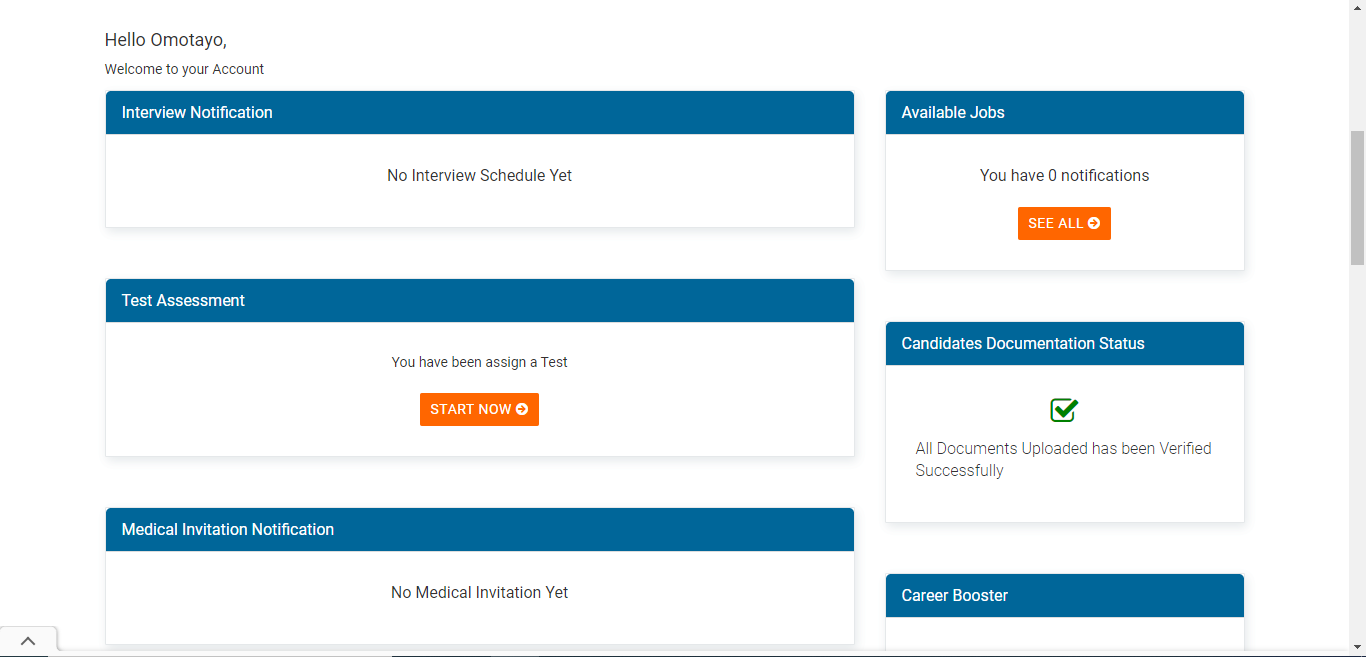 Hello Omotayo,
Welcome to your Account
Interview Notification
No Interview Schedule Yet
Test Assessment
You have been assign a Test
START NOW
Medical Invitation Notification
No Medical Invitation Yet
Available Jobs
You have 0 notifications
SEE ALL
Candidates Documentation Status
All Documents Uploaded has been Verified
Successfully
Career Booster